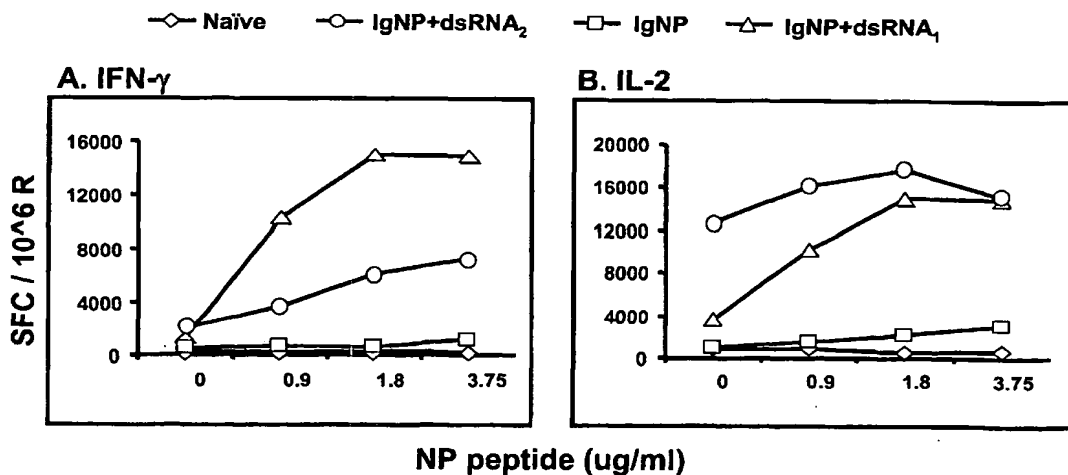 Naïve IgNP+dsRNA₂ IgNP IgNP+dsRNA₁
A. IFN-γ
B. IL-2
SFC / 10^6 R
16000
12000
8000
4000
0
0 0.9 1.8 3.75
20000
16000
12000
8000
4000
0
0 0.9 1.8 3.75
NP peptide (ug/ml)